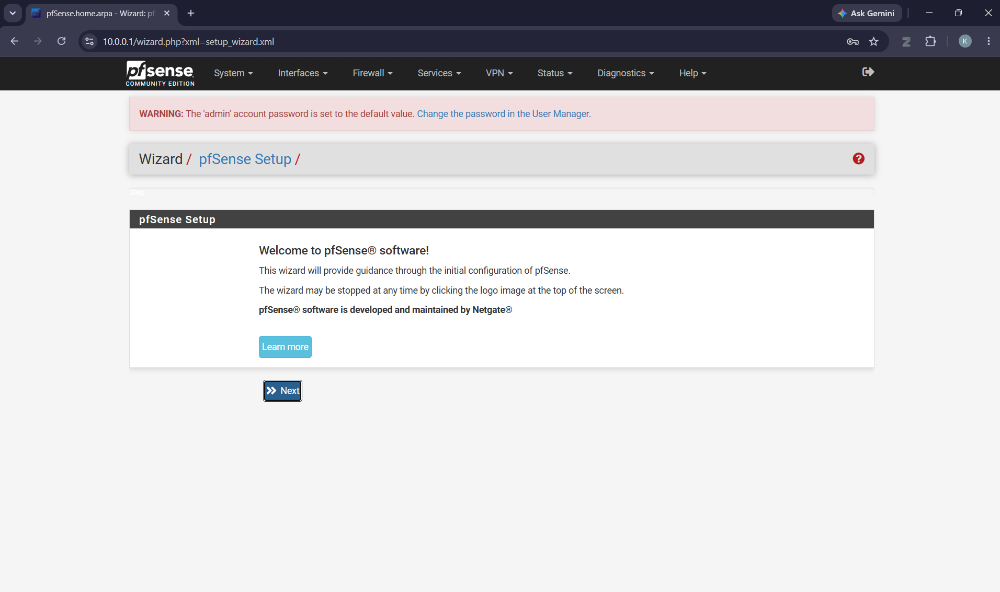 pfSense.home.arpa - Wizard: pf
Ask Gemini
10.0.0.1/wizard.php?xml=setup_wizard.xml
Z
K
pfsense
COMMUNITY EDITION
System
Interfaces
Firewall
Services
VPN
Status
Diagnostics
Help
WARNING: The 'admin' account password is set to the default value. Change the password in the User Manager.
Wizard / pfSense Setup /
?
Step
pfSense Setup
Welcome to pfSense® software!
This wizard will provide guidance through the initial configuration of pfSense.
The wizard may be stopped at any time by clicking the logo image at the top of the screen.
pfSense® software is developed and maintained by Netgate®
Learn more
Next